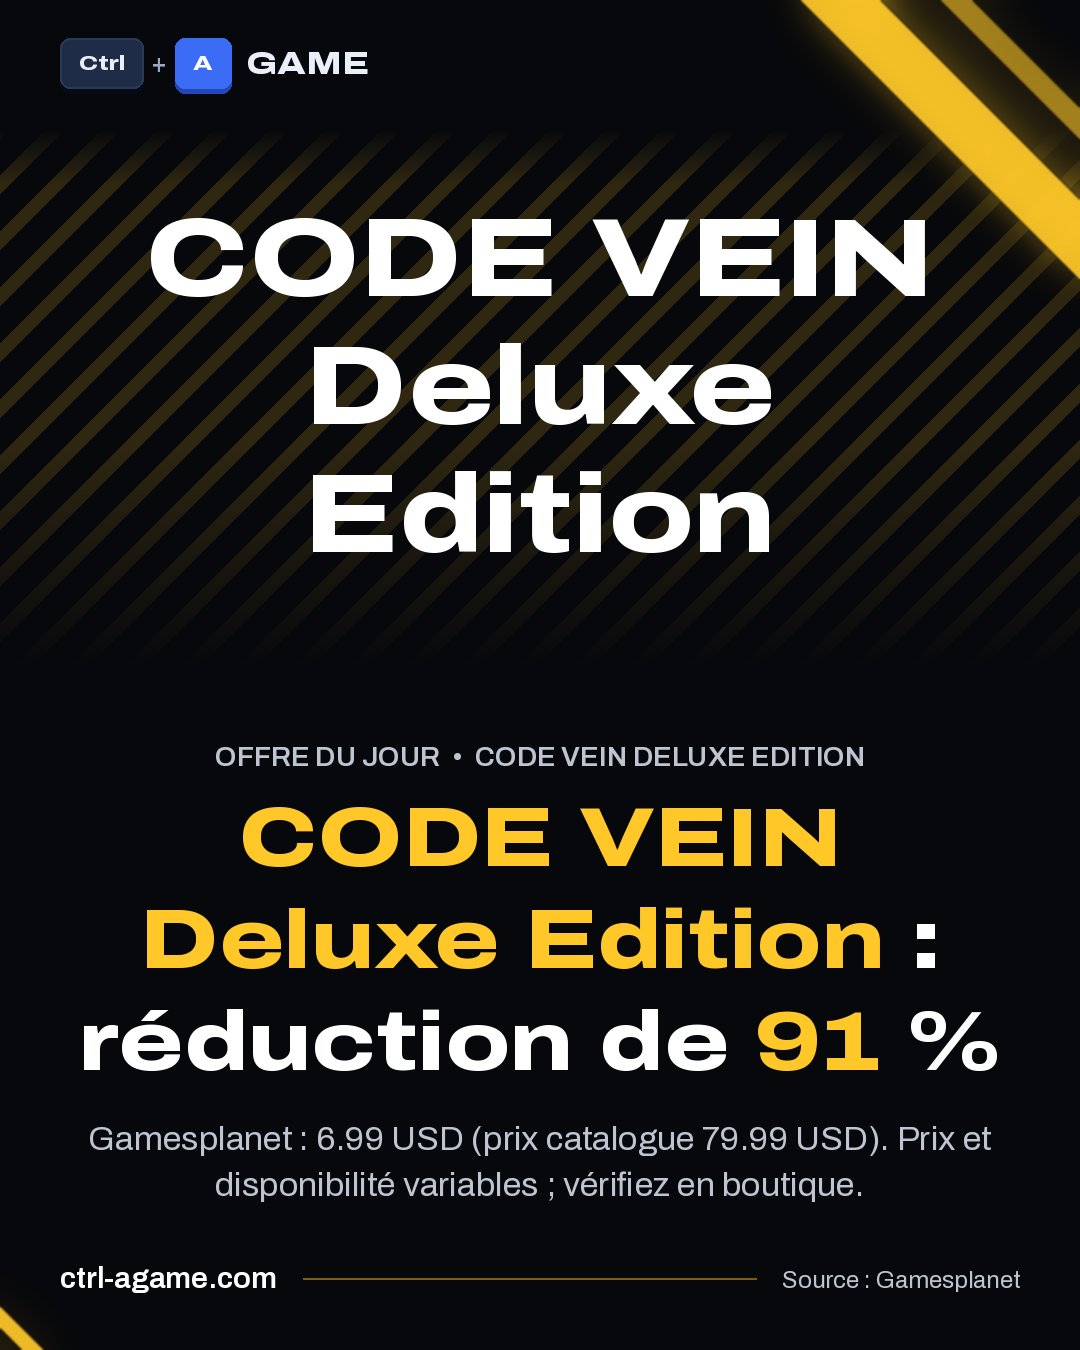 Ctrl + A GAME
CODE VEIN
Deluxe
Edition
OFFRE DU JOUR • CODE VEIN DELUXE EDITION
CODE VEIN
Deluxe Edition :
réduction de 91 %
Gamesplanet : 6.99 USD (prix catalogue 79.99 USD). Prix et
disponibilité variables ; vérifiez en boutique.
ctrl-agame.com
Source : Gamesplanet